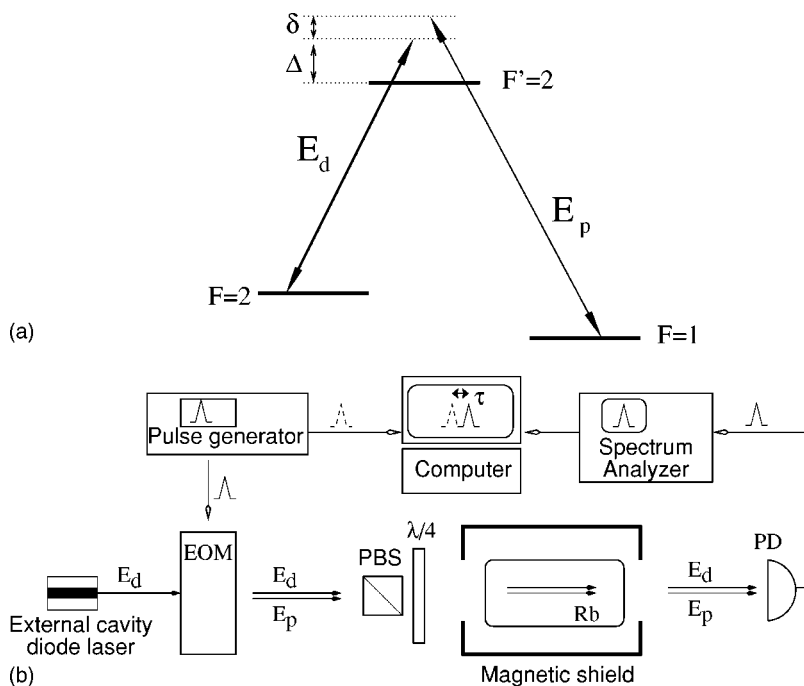 δ
Δ
F'=2
E_d
E_p
F=2
F=1
(a)
Pulse generator
τ
Computer
Spectrum
Analyzer
EOM
λ/4
PBS
PD
E_d
E_d
E_p
Rb
E_d
E_p
External cavity
diode laser
Magnetic shield
(b)